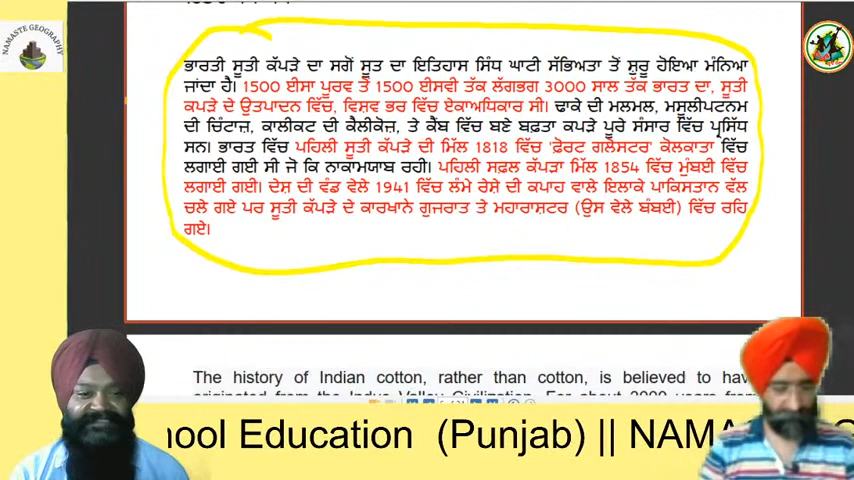 NAMASTE GEOGRAPHY
ਭਾਰਤੀ ਸੂਤੀ ਕੱਪੜੇ ਦਾ ਸਗੋਂ ਸੂਤ ਦਾ ਇਤਿਹਾਸ ਸਿੰਧ ਘਾਟੀ ਸੱਭਿਅਤਾ ਤੋਂ ਸ਼ੁਰੂ ਹੋਇਆ ਮੰਨਿਆ
ਜਾਂਦਾ ਹੈ। 1500 ਈਸਾ ਪੂਰਵ ਤੋਂ 1500 ਈਸਵੀ ਤੱਕ ਲੱਗਭਗ 3000 ਸਾਲ ਤੱਕ ਭਾਰਤ ਦਾ, ਸੂਤੀ
ਕਪੜੇ ਦੇ ਉਤਪਾਦਨ ਵਿੱਚ, ਵਿਸ਼ਵ ਭਰ ਵਿੱਚ ਏਕਾਅਧਿਕਾਰ ਸੀ। ਢਾਕੇ ਦੀ ਮਲਮਲ, ਮਸੂਲੀਪਟਨਮ
ਦੀ ਚਿੰਟਾਜ਼, ਕਾਲੀਕਟ ਦੀ ਕੈਲੀਕੋਜ਼, ਤੇ ਕੈਂਬ ਵਿੱਚ ਬਣੇ ਬਫ਼ਤਾ ਕਪੜੇ ਪੂਰੇ ਸੰਸਾਰ ਵਿੱਚ ਪ੍ਰਸਿੱਧ
ਸਨ। ਭਾਰਤ ਵਿੱਚ ਪਹਿਲੀ ਸੂਤੀ ਕੱਪੜੇ ਦੀ ਮਿੱਲ 1818 ਵਿੱਚ 'ਫ਼ੋਰਟ ਗਲੋਸਟਰ' ਕੋਲਕਾਤਾ ਵਿੱਚ
ਲਗਾਈ ਗਈ ਸੀ ਜੋ ਕਿ ਨਾਕਾਮਯਾਬ ਰਹੀ। ਪਹਿਲੀ ਸਫ਼ਲ ਕੱਪੜਾ ਮਿੱਲ 1854 ਵਿੱਚ ਮੁੰਬਈ ਵਿੱਚ
ਲਗਾਈ ਗਈ। ਦੇਸ਼ ਦੀ ਵੰਡ ਵੇਲੇ 1941 ਵਿੱਚ ਲੰਮੇ ਰੇਸ਼ੇ ਦੀ ਕਪਾਹ ਵਾਲੇ ਇਲਾਕੇ ਪਾਕਿਸਤਾਨ ਵੱਲ
ਚਲੇ ਗਏ ਪਰ ਸੂਤੀ ਕੱਪੜੇ ਦੇ ਕਾਰਖਾਨੇ ਗੁਜਰਾਤ ਤੇ ਮਹਾਰਾਸ਼ਟਰ (ਉਸ ਵੇਲੇ ਬੰਬਈ) ਵਿੱਚ ਰਹਿ
ਗਏ।
The history of Indian cotton, rather than cotton, is believed to have
hool Education (Punjab) || NAMA